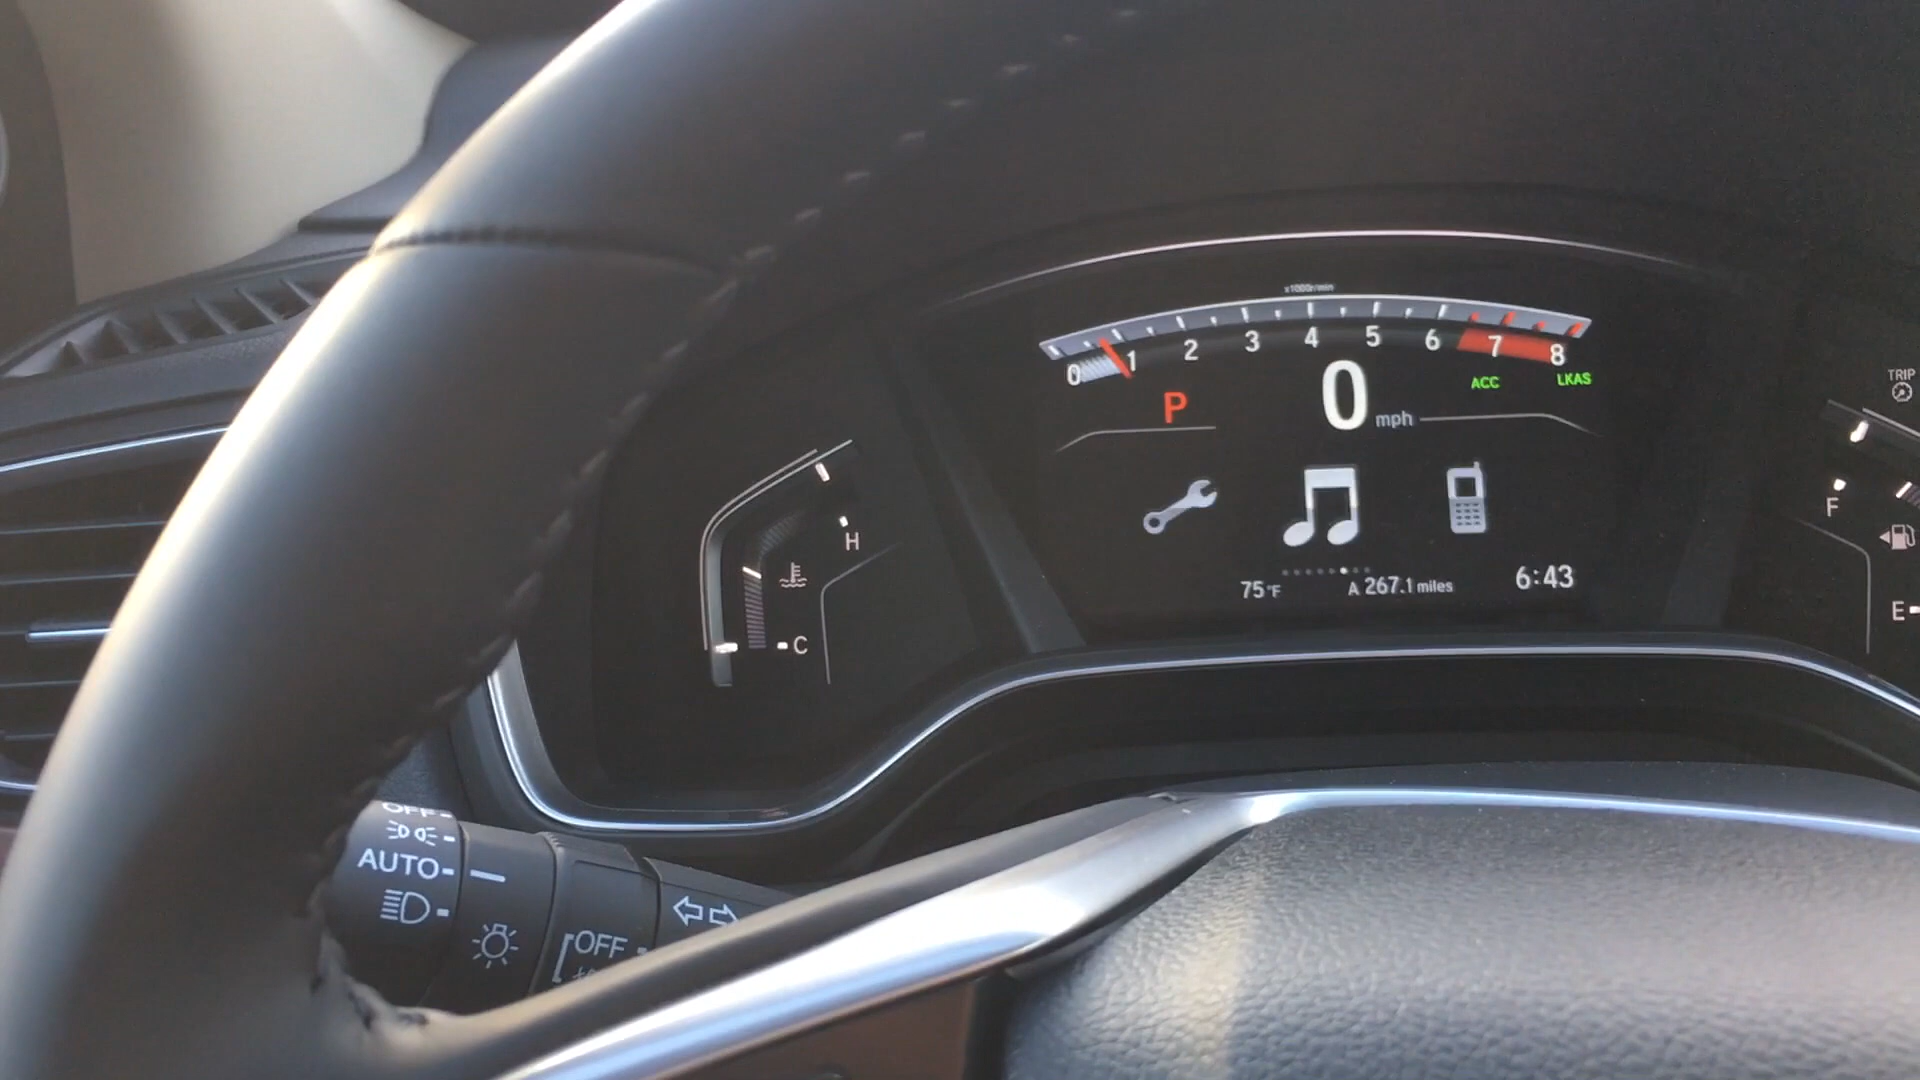 x1000r/min
0 1 2 3 4 5 6 7 8
ACC LKAS
P
0 mph
TRIP
H
C
F
E
75°F
A 267.1 miles
6:43
OFF
AUTO
OFF